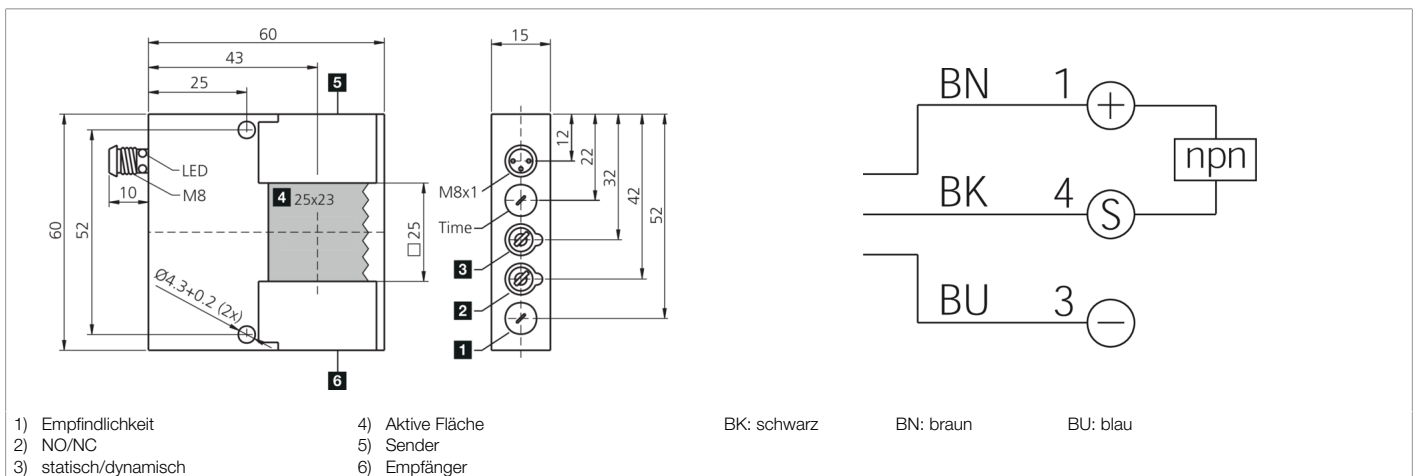 60
43
25
5
LED
M8
10
4 25x23
60
52
□ 25
Ø4.3+0.2 (2x)
6
15
12
22
32
42
52
M8x1
Time
3
2
1
BN 1 +
npn
BK 4 S
BU 3 −
1) Empfindlichkeit
2) NO/NC
3) statisch/dynamisch
4) Aktive Fläche
5) Sender
6) Empfänger
BK: schwarz BN: braun BU: blau